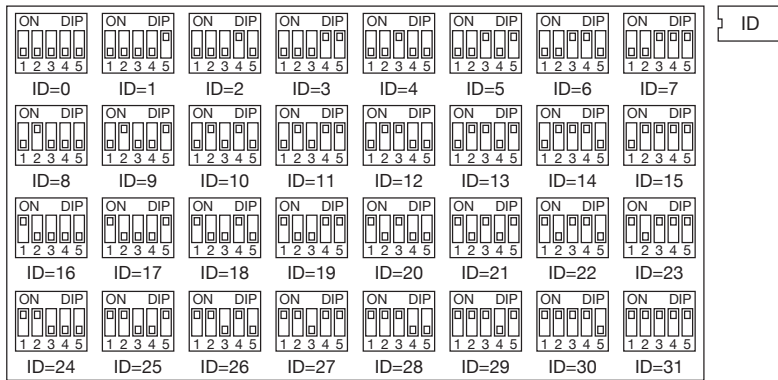 ON DIP ON DIP ON DIP ON DIP ON DIP ON DIP ON DIP ON DIP ID
1 2 3 4 5 1 2 3 4 5 1 2 3 4 5 1 2 3 4 5 1 2 3 4 5 1 2 3 4 5 1 2 3 4 5 1 2 3 4 5
ID=0 ID=1 ID=2 ID=3 ID=4 ID=5 ID=6 ID=7
ON DIP ON DIP ON DIP ON DIP ON DIP ON DIP ON DIP ON DIP
1 2 3 4 5 1 2 3 4 5 1 2 3 4 5 1 2 3 4 5 1 2 3 4 5 1 2 3 4 5 1 2 3 4 5 1 2 3 4 5
ID=8 ID=9 ID=10 ID=11 ID=12 ID=13 ID=14 ID=15
ON DIP ON DIP ON DIP ON DIP ON DIP ON DIP ON DIP ON DIP
1 2 3 4 5 1 2 3 4 5 1 2 3 4 5 1 2 3 4 5 1 2 3 4 5 1 2 3 4 5 1 2 3 4 5 1 2 3 4 5
ID=16 ID=17 ID=18 ID=19 ID=20 ID=21 ID=22 ID=23
ON DIP ON DIP ON DIP ON DIP ON DIP ON DIP ON DIP ON DIP
1 2 3 4 5 1 2 3 4 5 1 2 3 4 5 1 2 3 4 5 1 2 3 4 5 1 2 3 4 5 1 2 3 4 5 1 2 3 4 5
ID=24 ID=25 ID=26 ID=27 ID=28 ID=29 ID=30 ID=31